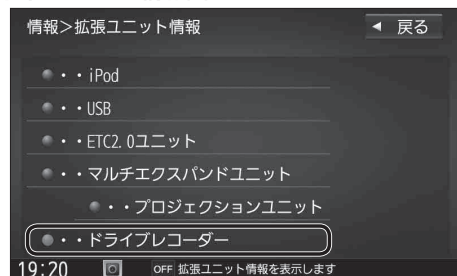 情報>拡張ユニット情報
◀ 戻る
・・iPod
・・USB
・・ETC2.0ユニット
・・マルチエクスパンドユニット
・・プロジェクションユニット
・・ドライブレコーダー
19:20 OFF 拡張ユニット情報を表示します